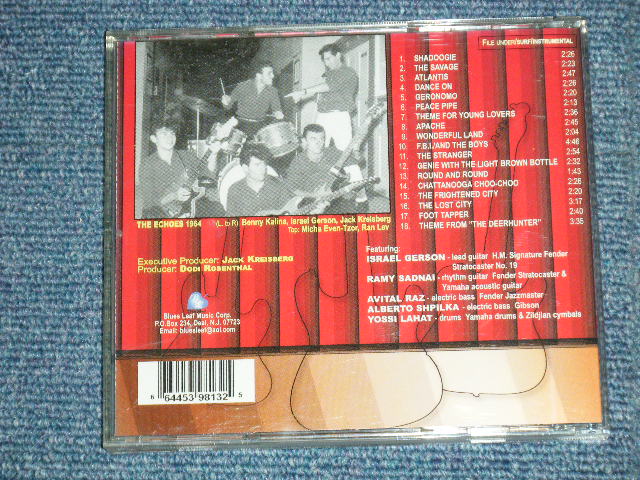 FILE UNDER/SURF/INSTRUMENTAL
1. SHADOOGIE 2:26
2. THE SAVAGE 2:23
3. ATLANTIS 2:47
4. DANCE ON 2:26
5. GERONOMO 2:20
6. PEACE PIPE 2:13
7. THEME FOR YOUNG LOVERS 2:36
8. APACHE 2:45
9. WONDERFUL LAND 2:04
10. F.B.I./AND THE BOYS 4:46
11. THE STRANGER 2:54
12. GENIE WITH THE LIGHT BROWN BOTTLE 2:32
13. ROUND AND ROUND 1:43
14. CHATTANOOGA CHOO-CHOO 2:28
15. THE FRIGHTENED CITY 2:20
16. THE LOST CITY 3:17
17. FOOT TAPPER 2:40
18. THEME FROM "THE DEERHUNTER" 3:35
THE ECHOES 1964 (L. to R) Benny Kalina, Israel Gerson, Jack Kreisberg
Top: Micha Even-Tzor, Ran Lev
Executive Producer: JACK KREISBERG
Producer: DODI ROSENTHAL
Blues Leaf Music Corp.
P.O.Box 234, Deal, N.J. 07723
Email: bluesleaf@aol.com
Featuring:
ISRAEL GERSON - lead guitar H.M. Signature Fender
Stratocaster No. 19
RAMY SADNAI - rhythm guitar Fender Stratocaster &
Yamaha acoustic guitar
AVITAL RAZ - electric bass Fender Jazzmaster
ALBERTO SHPILKA - electric bass Gibson
YOSSI LAHAT - drums Yamaha drums & Zildjian cymbals
6 64453 98132 5